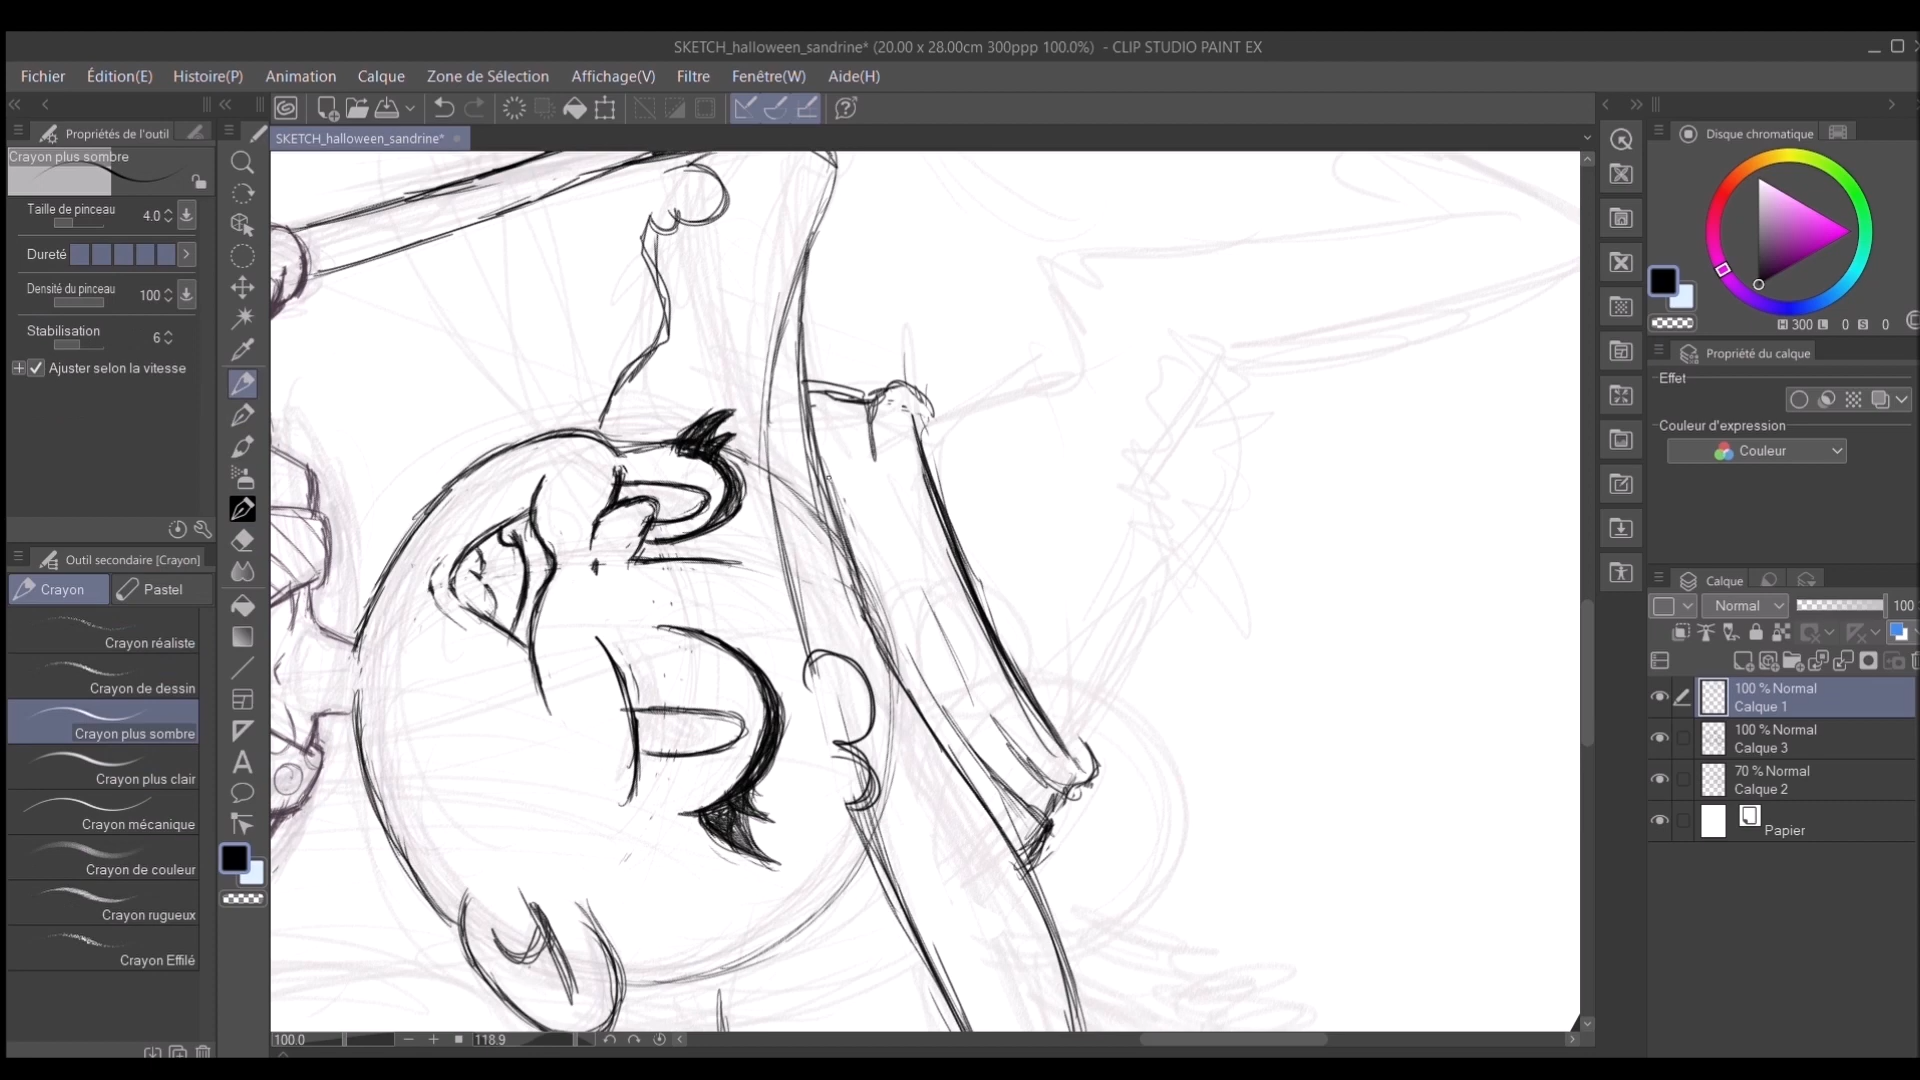 SKETCH_halloween_sandrine* (20.00 x 28.00cm 300ppp 100.0%) - CLIP STUDIO PAINT EX
Fichier Édition(E) Histoire(P) Animation Calque Zone de Sélection Affichage(V) Filtre Fenêtre(W) Aide(H)
Propriétés de l'outil
SKETCH_halloween_sandrine*
Crayon plus sombre
Taille de pinceau 4.0
Dureté
Densité du pinceau 100
Stabilisation 6
Ajuster selon la vitesse
Outil secondaire [Crayon]
Crayon Pastel
Crayon réaliste
Crayon de dessin
Crayon plus sombre
Crayon plus clair
Crayon mécanique
Crayon de couleur
Crayon rugueux
Crayon Effilé
A
100.0 118.9
Disque chromatique
H 300 L 0 S 0
Propriété du calque
Effet
Couleur d'expression
Couleur
Calque
Normal 100
100 % Normal
Calque 1
100 % Normal
Calque 3
70 % Normal
Calque 2
Papier